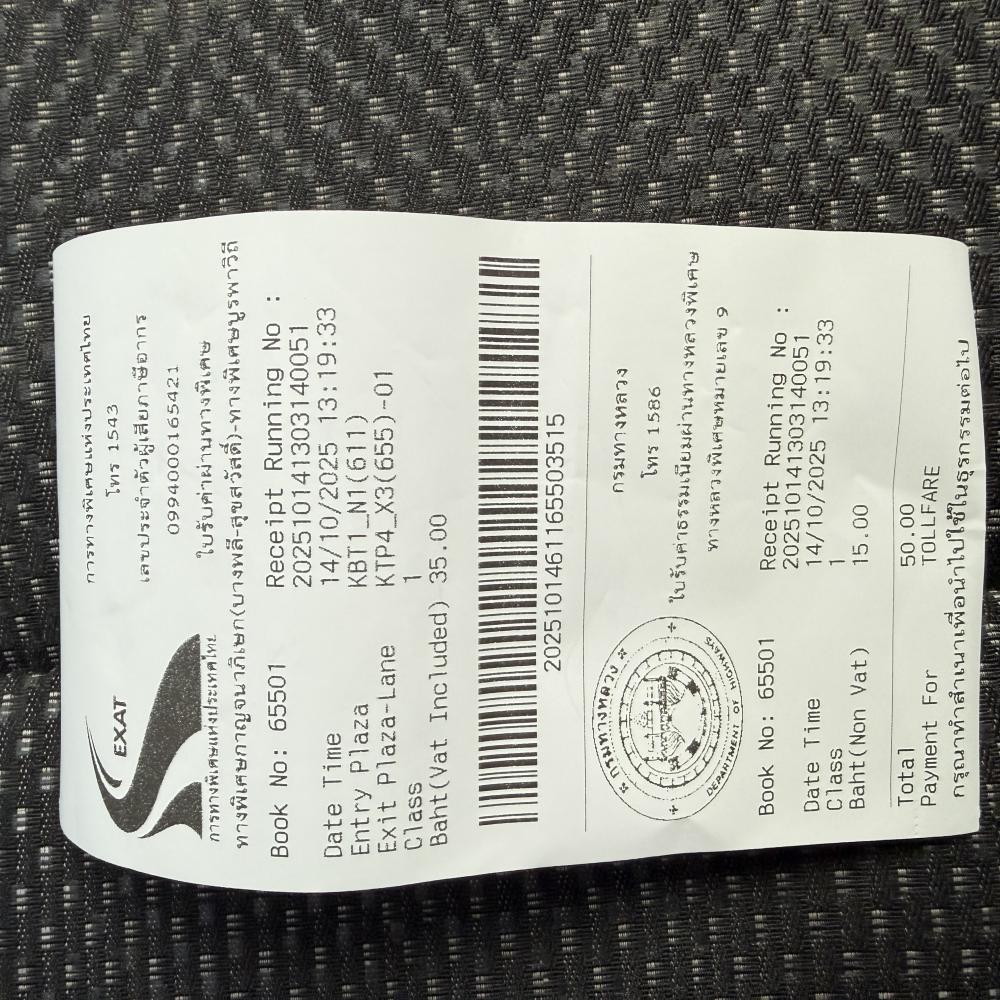 EXAT
การทางพิเศษแห่งประเทศไทย
การทางพิเศษแห่งประเทศไทย
โทร 1543
เลขประจำตัวผู้เสียภาษีอากร
0994000165421
ใบรับค่าผ่านทางพิเศษ
ทางพิเศษกาญจนาภิเษก(บางพลี-สุขสวัสดิ์)-ทางพิเศษบูรพาวิถี
Book No: 65501 Receipt Running No :
202510141303140051
Date Time 14/10/2025 13:19:33
Entry Plaza KBT1_N1(611)
Exit Plaza-Lane KTP4_X3(655)-01
Class 1
Baht(Vat Included) 35.00
2025101461165503515
กรมทางหลวง
DEPARTMENT OF HIGHWAYS
กรมทางหลวง
โทร 1586
ใบรับค่าธรรมเนียมผ่านทางหลวงพิเศษ
ทางหลวงพิเศษหมายเลข 9
Book No: 65501 Receipt Running No :
202510141303140051
Date Time 14/10/2025 13:19:33
Class 1
Baht(Non Vat) 15.00
Total 50.00
Payment For TOLLFARE
กรุณาทำสำเนาเพื่อนำไปใช้ในธุรกรรมต่อไป